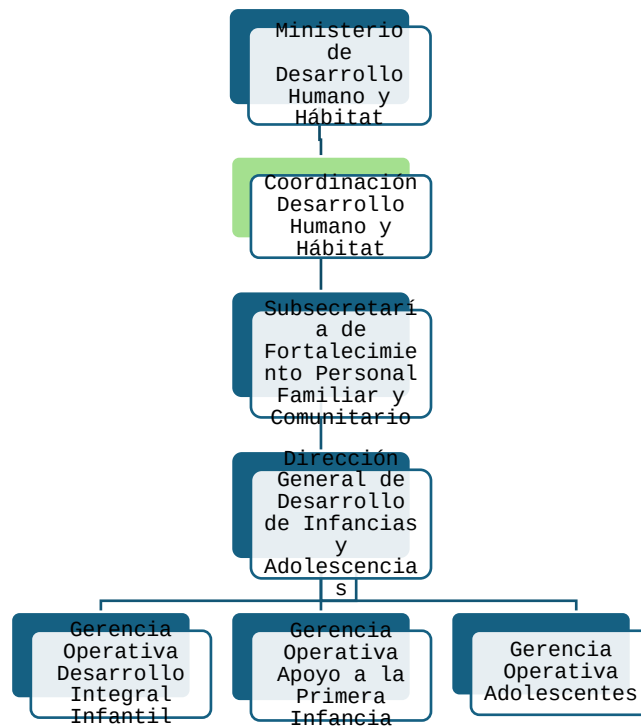 Ministerio
de
Desarrollo
Humano y
Hábitat
Coordinación
Desarrollo
Humano y
Hábitat
Subsecretarí
a de
Fortalecimie
nto Personal
Familiar y
Comunitario
Dirección
General de
Desarrollo
de Infancias
y
Adolescencia
s
Gerencia
Operativa
Desarrollo
Integral
Infantil
Gerencia
Operativa
Apoyo a la
Primera
Infancia
Gerencia
Operativa
Adolescentes